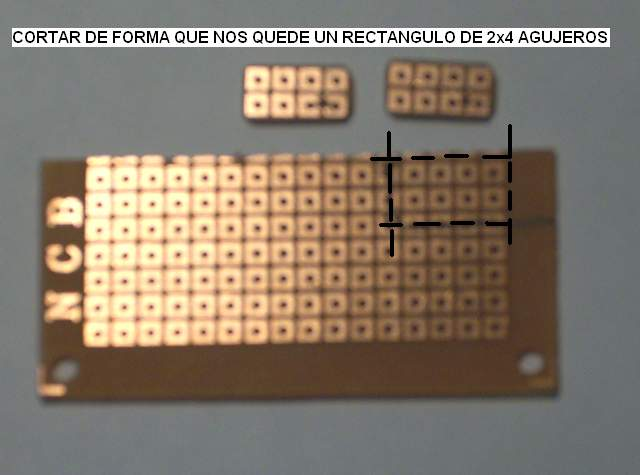 CORTAR DE FORMA QUE NOS QUEDE UN RECTANGULO DE 2x4 AGUJEROS
NCB